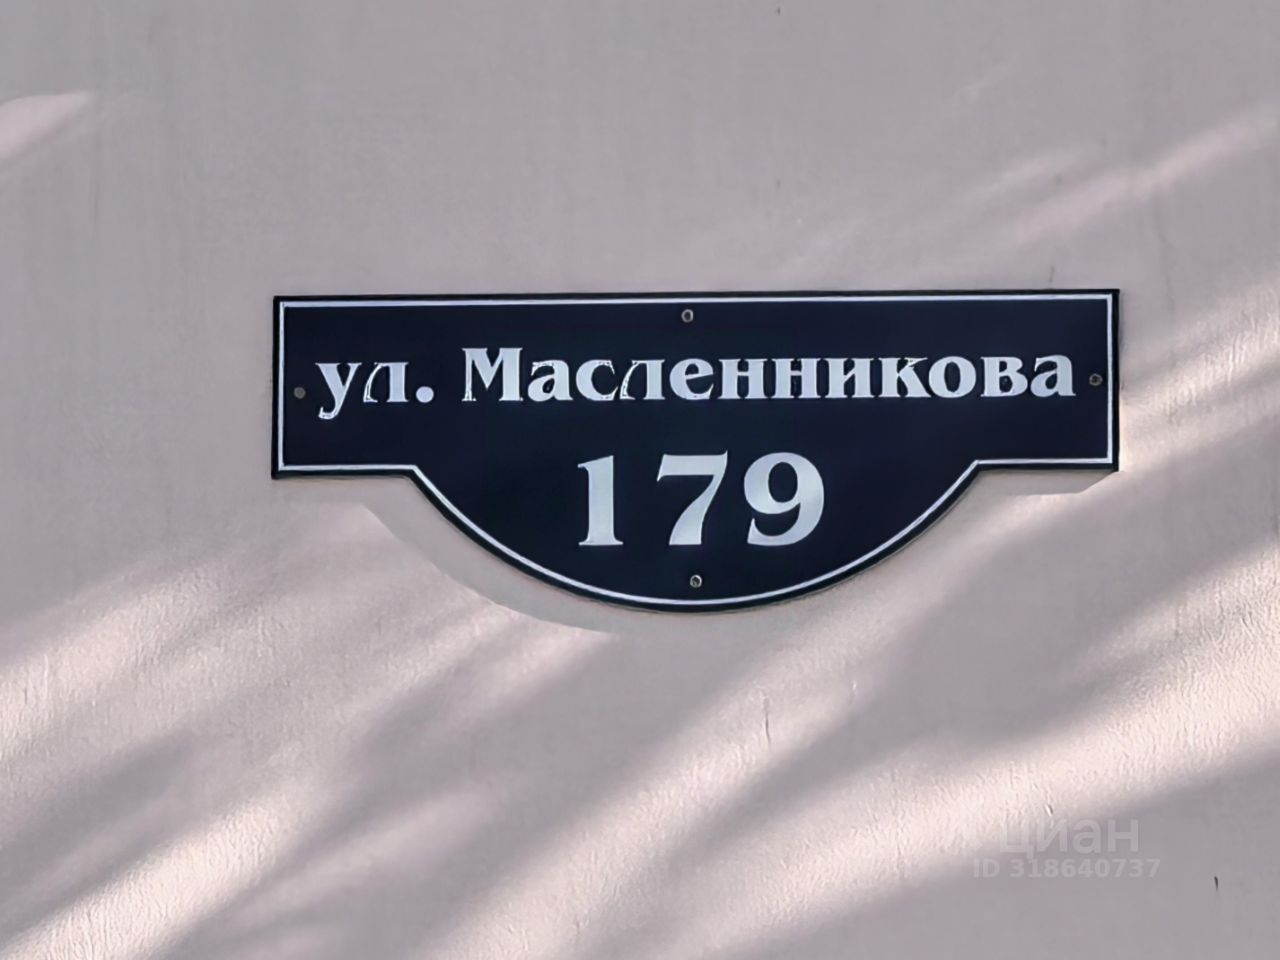 ул. Масленникова
179
циан
ID 318640737